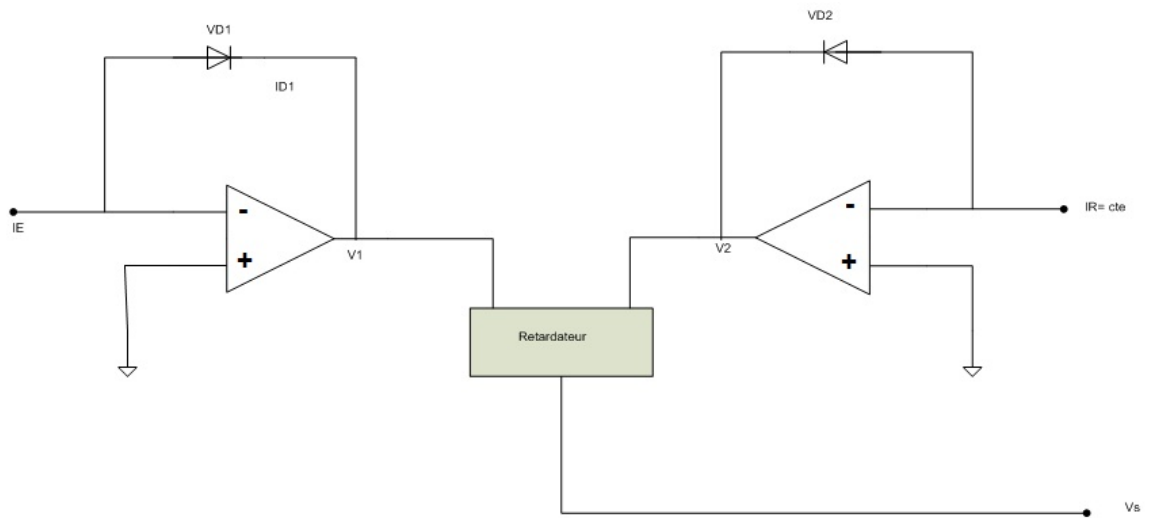 VD1
VD2
ID1
-
-
IE
IR= cte
+
V1
V2
+
Retardateur
Vs